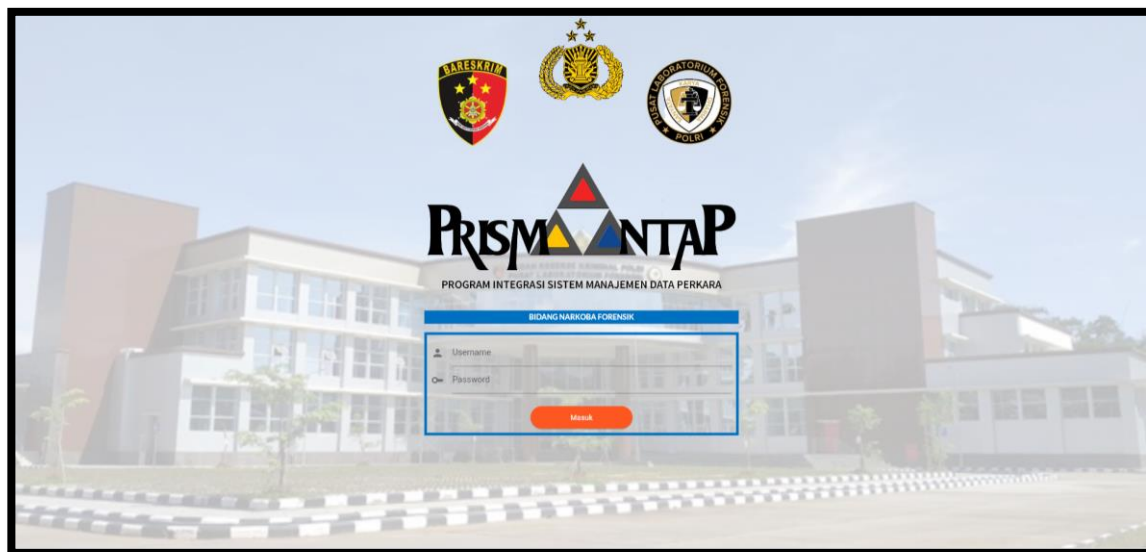 BARESKRIM
PUSAT LABORATORIUM FORENSIK
POLRI
PRISMANTAP
PROGRAM INTEGRASI SISTEM MANAJEMEN DATA PERKARA
BIDANG NARKOBA FORENSIK
Username
Password
Masuk